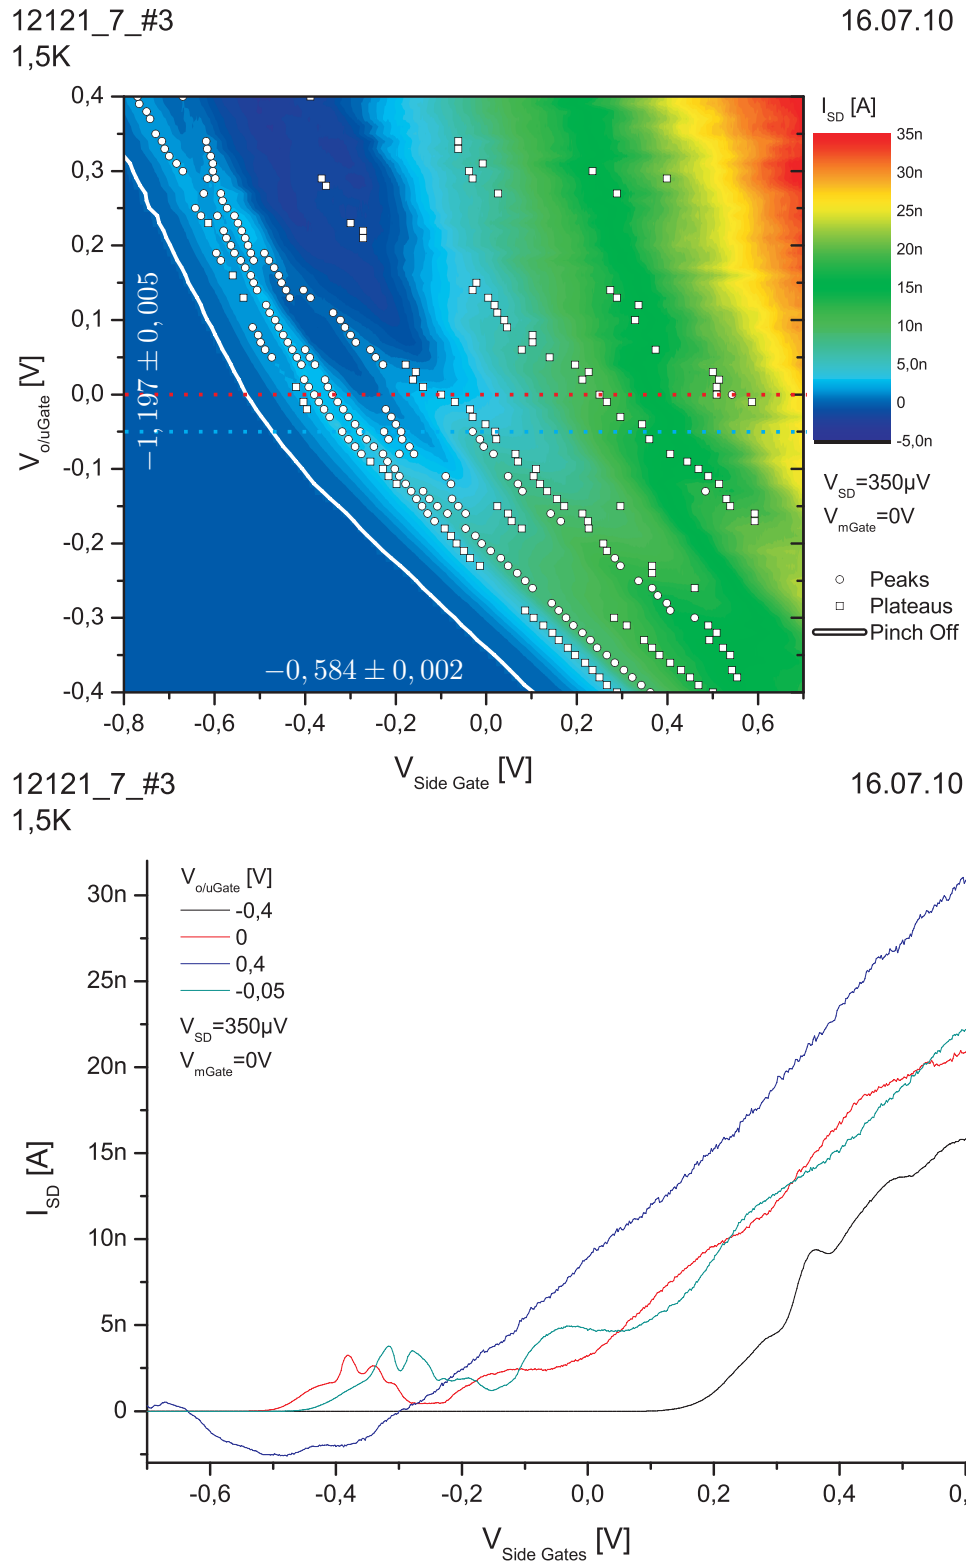 12121_7_#3 16.07.10
1,5K
0,4
0,3
0,2
0,1
0,0
-0,1
-0,2
-0,3
-0,4
V_o/uGate [V]
−1,197 ± 0,005
−0,584 ± 0,002
-0,8 -0,6 -0,4 -0,2 0,0 0,2 0,4 0,6
V_Side Gate [V]
I_SD [A]
35n
30n
25n
20n
15n
10n
5,0n
0
-5,0n
V_SD=350µV
V_mGate=0V
Peaks
Plateaus
Pinch Off
12121_7_#3 16.07.10
1,5K
V_o/uGate [V]
-0,4
0
0,4
-0,05
V_SD=350µV
V_mGate=0V
30n
25n
20n
15n
10n
5n
0
I_SD [A]
-0,6 -0,4 -0,2 0,0 0,2 0,4 0,
V_Side Gates [V]